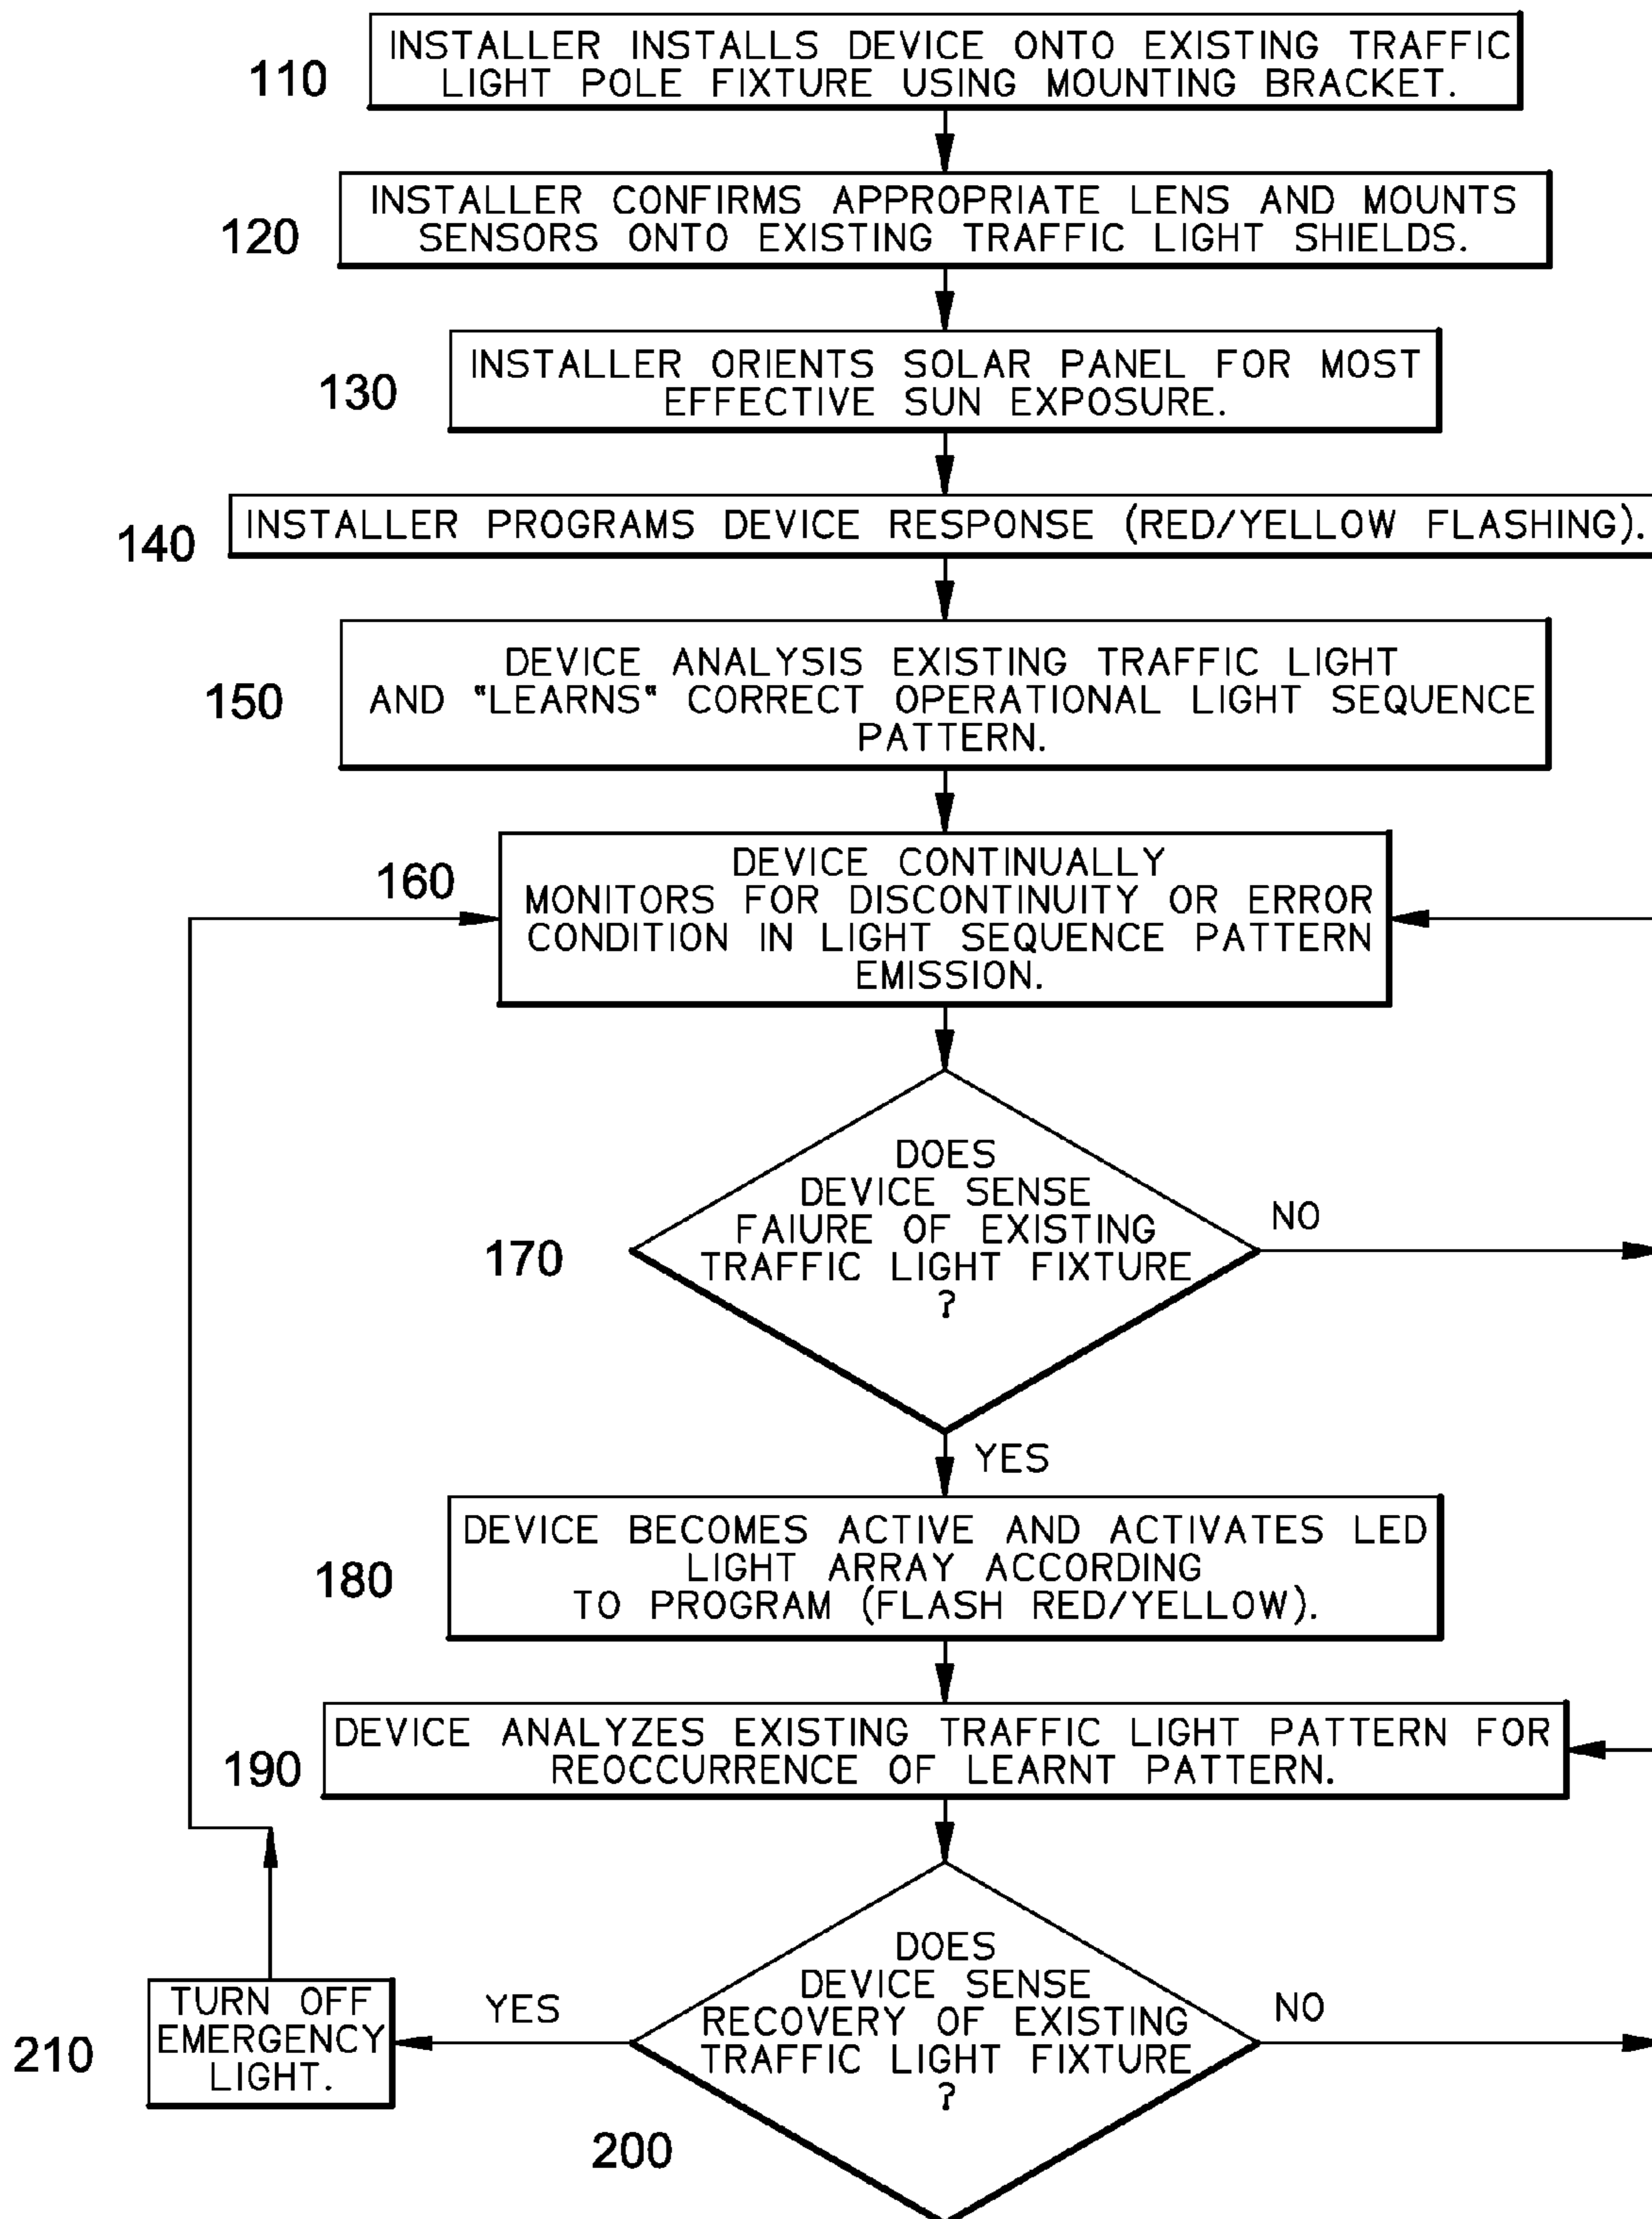 110
INSTALLER INSTALLS DEVICE ONTO EXISTING TRAFFIC
LIGHT POLE FIXTURE USING MOUNTING BRACKET.
120
INSTALLER CONFIRMS APPROPRIATE LENS AND MOUNTS
SENSORS ONTO EXISTING TRAFFIC LIGHT SHIELDS.
130
INSTALLER ORIENTS SOLAR PANEL FOR MOST
EFFECTIVE SUN EXPOSURE.
140
INSTALLER PROGRAMS DEVICE RESPONSE (RED/YELLOW FLASHING).
150
DEVICE ANALYSIS EXISTING TRAFFIC LIGHT
AND "LEARNS" CORRECT OPERATIONAL LIGHT SEQUENCE
PATTERN.
160
DEVICE CONTINUALLY
MONITORS FOR DISCONTINUITY OR ERROR
CONDITION IN LIGHT SEQUENCE PATTERN
EMISSION.
170
DOES
DEVICE SENSE
FAIURE OF EXISTING
TRAFFIC LIGHT FIXTURE
?
NO
YES
180
DEVICE BECOMES ACTIVE AND ACTIVATES LED
LIGHT ARRAY ACCORDING
TO PROGRAM (FLASH RED/YELLOW).
190
DEVICE ANALYZES EXISTING TRAFFIC LIGHT PATTERN FOR
REOCCURRENCE OF LEARNT PATTERN.
200
DOES
DEVICE SENSE
RECOVERY OF EXISTING
TRAFFIC LIGHT FIXTURE
?
NO
YES
210
TURN OFF
EMERGENCY
LIGHT.